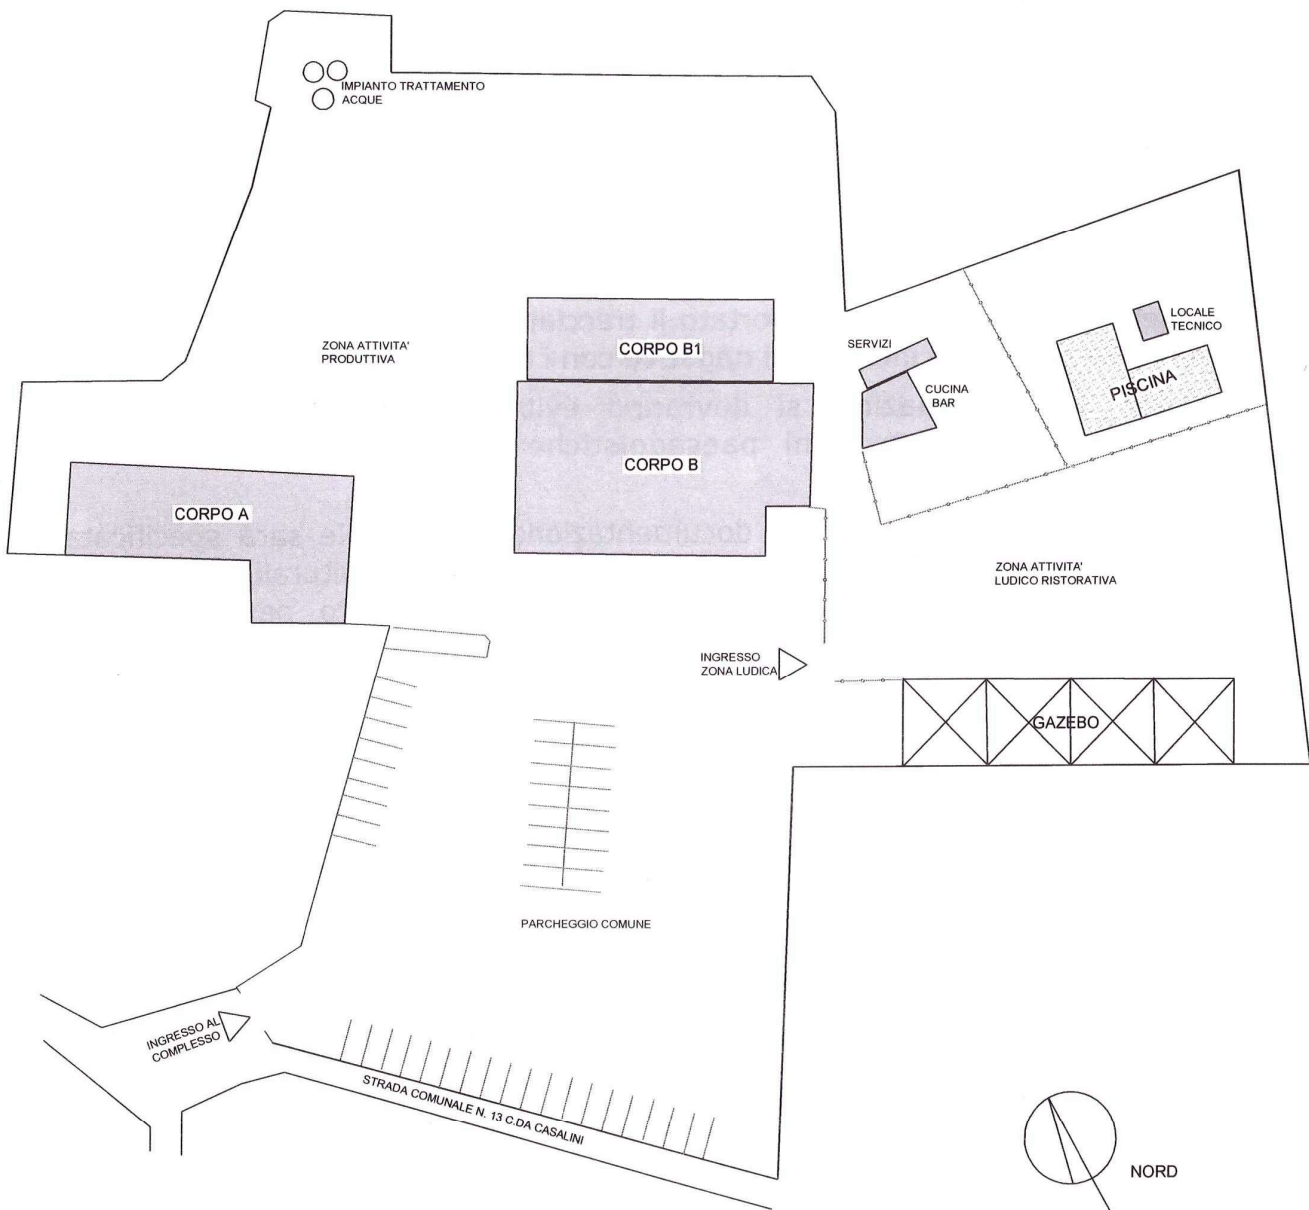 IMPIANTO TRATTAMENTO
ACQUE
ZONA ATTIVITA'
PRODUTTIVA
CORPO B1
SERVIZI
LOCALE
TECNICO
CUCINA
BAR
PISCINA
CORPO B
CORPO A
ZONA ATTIVITA'
LUDICO RISTORATIVA
INGRESSO
ZONA LUDICA
GAZEBO
PARCHEGGIO COMUNE
INGRESSO AL
COMPLESSO
STRADA COMUNALE N. 13 C.DA CASALINI
NORD